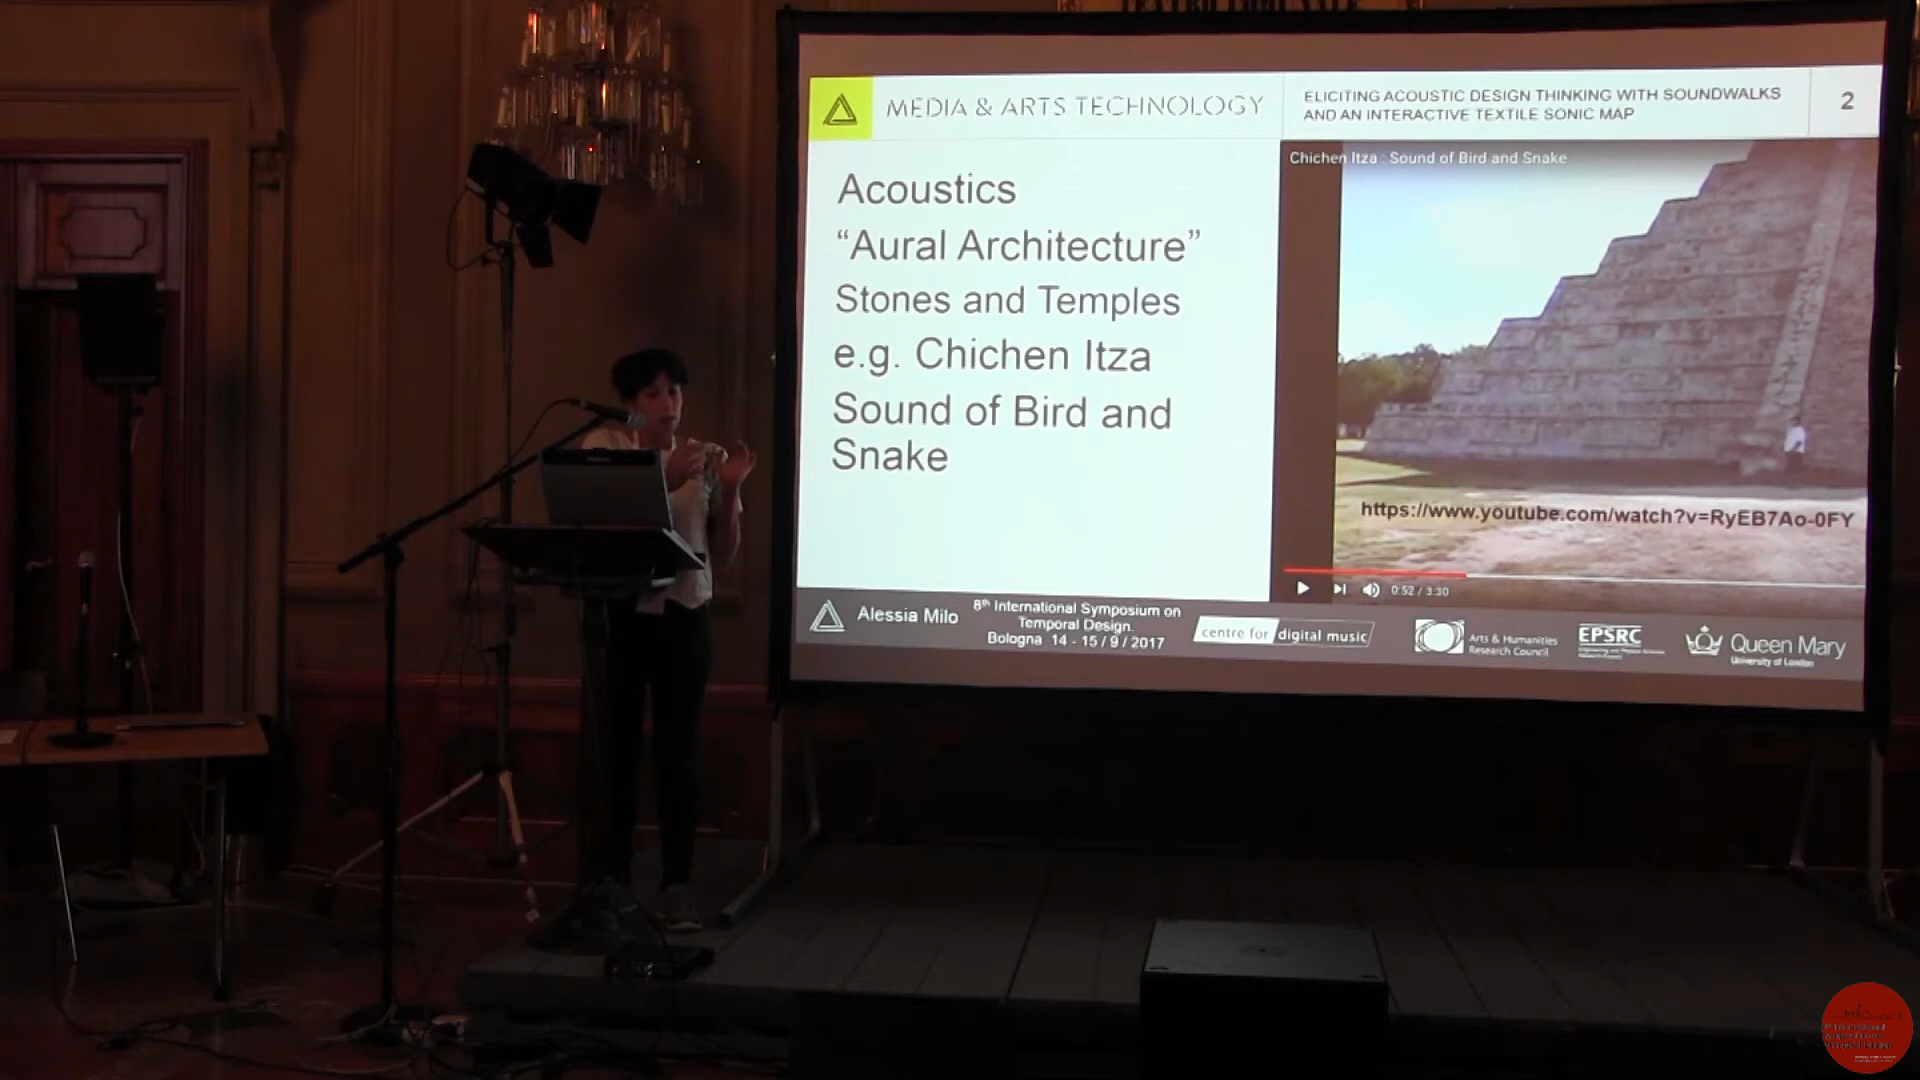 MEDIA & ARTS TECHNOLOGY
ELICITING ACOUSTIC DESIGN THINKING WITH SOUNDWALKS
AND AN INTERACTIVE TEXTILE SONIC MAP
2
Acoustics
“Aural Architecture”
Stones and Temples
e.g. Chichen Itza
Sound of Bird and
Snake
Chichen Itza : Sound of Bird and Snake
https://www.youtube.com/watch?v=RyEB7Ao-0FY
0:52 / 3:30
Alessia Milo
8th International Symposium on
Temporal Design.
Bologna 14 - 15 / 9 / 2017
centre for digital music
Arts & Humanities
Research Council
EPSRC
Queen Mary
University of London